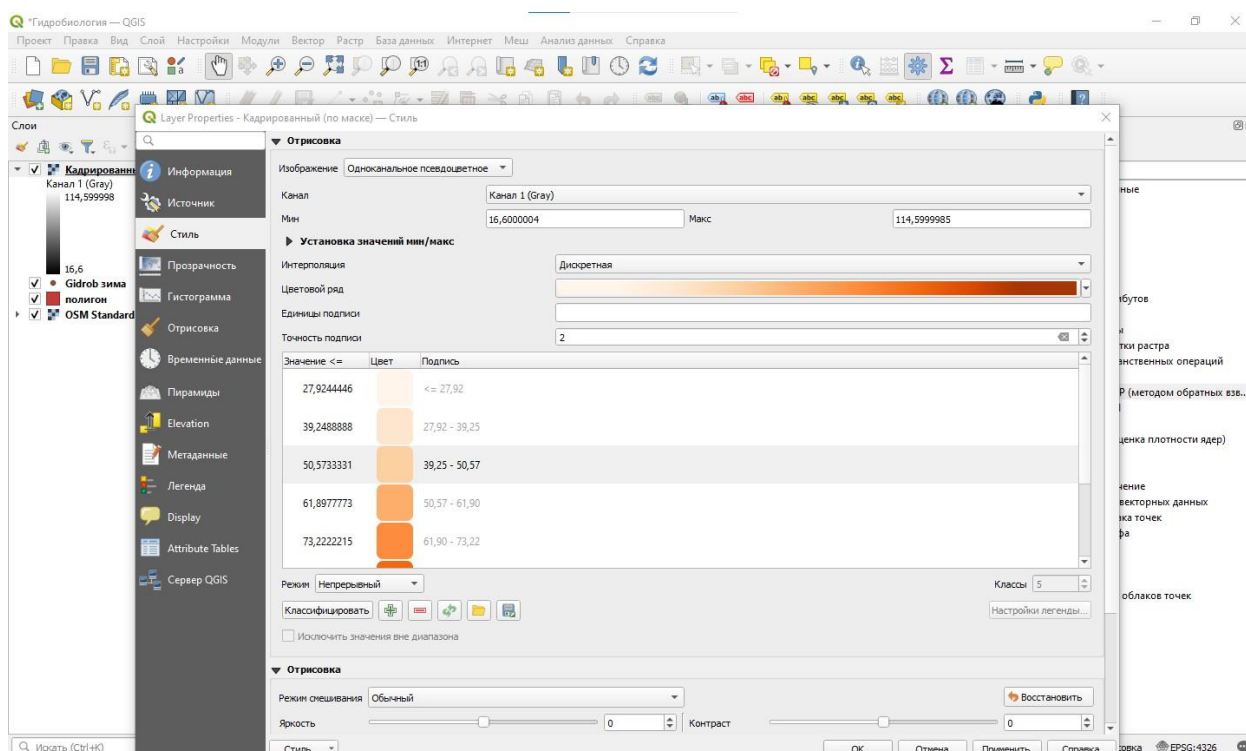 *Гидробиология — QGIS
Проект Правка Вид Слой Настройки Модули Вектор Растр База данных Интернет Меш Анализ данных Справка
Слои
Кадрированн
Канал 1 (Gray)
114,599998
16,6
Gidrob зима
полигон
OSM Standard
Искать (Ctrl+K)
Layer Properties - Кадрированный (по маске) — Стиль
Информация
Источник
Стиль
Прозрачность
Гистограмма
Отрисовка
Временные данные
Пирамиды
Elevation
Метаданные
Легенда
Display
Attribute Tables
Сервер QGIS
Отрисовка
Изображение Одноканальное псевдоцветное
Канал Канал 1 (Gray)
Мин 16,6000004 Макс 114,5999985
Установка значений мин/макс
Интерполяция Дискретная
Цветовой ряд
Единицы подписи
Точность подписи 2
Значение <= Цвет Подпись
27,9244446 <= 27,92
39,2488888 27,92 - 39,25
50,5733331 39,25 - 50,57
61,8977773 50,57 - 61,90
73,2222215 61,90 - 73,22
Режим Непрерывный Классы 5
Классифицировать Настройки легенды...
Исключить значения вне диапазона
Отрисовка
Режим смешивания Обычный Восстановить
Яркость 0 Контраст 0
Стиль OK Отмена Применить Справка
ные
ибутов
ы
тки растра
анственных операций
Р (методом обратных взв...
ценка плотности ядер)
чение
векторных данных
вка точек
фа
облаков точек
товка EPSG:4326